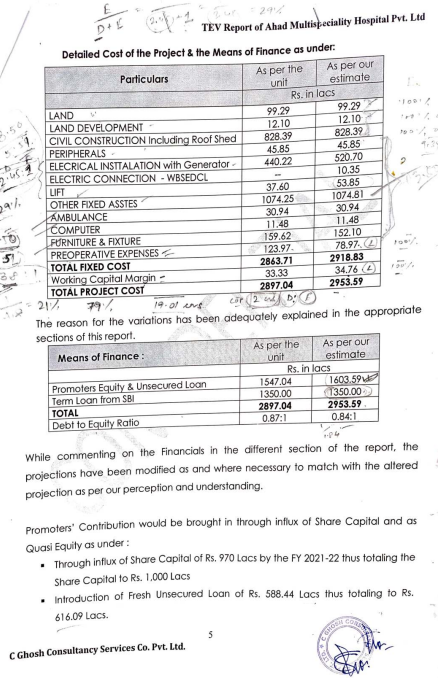 TEV Report of Ahad Multispeciality Hospital Pvt. Ltd
Detailed Cost of the Project & the Means of Finance as under:
Particulars As per the unit As per our estimate
Rs. in lacs
LAND 99.29 99.29
LAND DEVELOPMENT 12.10 12.10
CIVIL CONSTRUCTION Including Roof Shed 828.39 828.39
PERIPHERALS 45.85 45.85
ELECRICAL INSTTALATION with Generator 440.22 520.70
ELECTRIC CONNECTION - WBSEDCL -- 10.35
LIFT 37.60 53.85
OTHER FIXED ASSTES 1074.25 1074.81
AMBULANCE 30.94 30.94
COMPUTER 11.48 11.48
FURNITURE & FIXTURE 159.62 152.10
PREOPERATIVE EXPENSES 123.97 78.97
TOTAL FIXED COST 2863.71 2918.83
Working Capital Margin 33.33 34.76
TOTAL PROJECT COST 2897.04 2953.59
21% 79%
The reason for the variations has been adequately explained in the appropriate
sections of this report.
Means of Finance : As per the unit As per our estimate
Rs. in lacs
Promoters Equity & Unsecured Loan 1547.04 1603.59
Term Loan from SBI 1350.00 1350.00
TOTAL 2897.04 2953.59
Debt to Equity Ratio 0.87:1 0.84:1
While commenting on the Financials in the different section of the report, the
projections have been modified as and where necessary to match with the altered
projection as per our perception and understanding.
Promoters' Contribution would be brought in through influx of Share Capital and as
Quasi Equity as under :
▪ Through influx of Share Capital of Rs. 970 Lacs by the FY 2021-22 thus totaling the
Share Capital to Rs. 1,000 Lacs
▪ Introduction of Fresh Unsecured Loan of Rs. 588.44 Lacs thus totaling to Rs.
616.09 Lacs.
5
C Ghosh Consultancy Services Co. Pvt. Ltd.